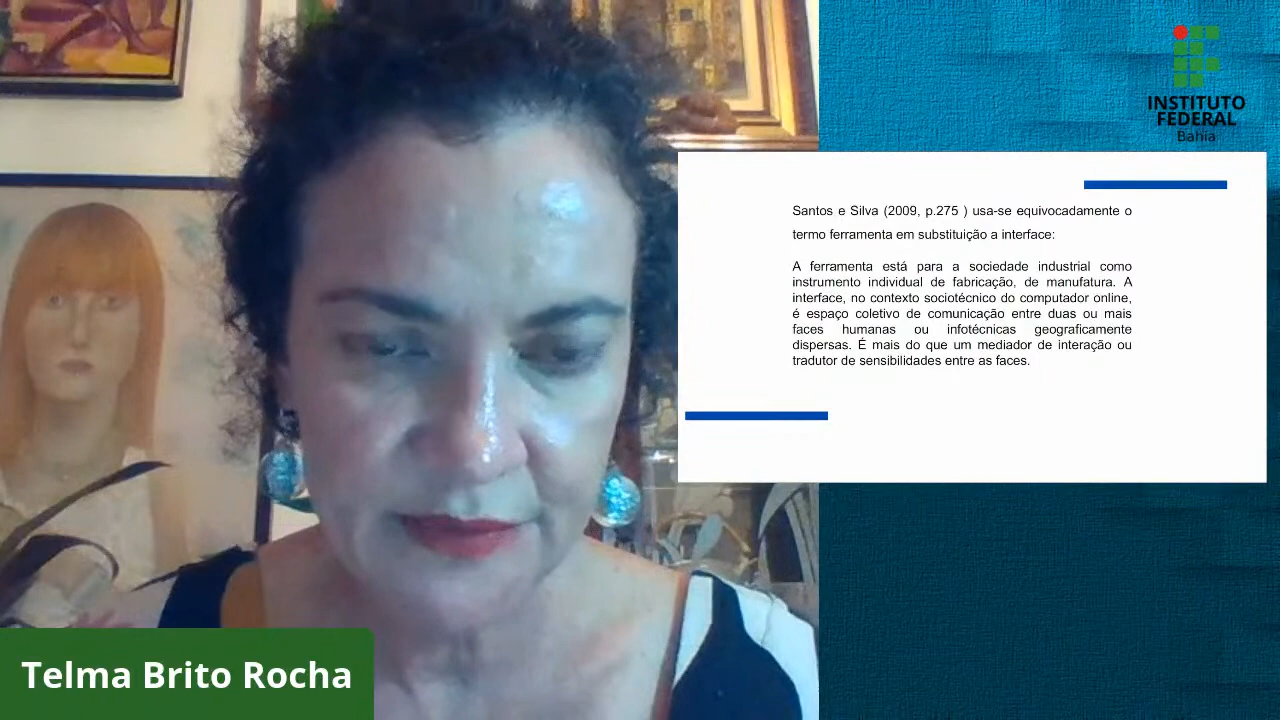 INSTITUTO
FEDERAL
Bahia
Santos e Silva (2009, p.275 ) usa-se equivocadamente o
termo ferramenta em substituição a interface:
A ferramenta está para a sociedade industrial como
instrumento individual de fabricação, de manufatura. A
interface, no contexto sociotécnico do computador online,
é espaço coletivo de comunicação entre duas ou mais
faces humanas ou infotécnicas geograficamente
dispersas. É mais do que um mediador de interação ou
tradutor de sensibilidades entre as faces.
Telma Brito Rocha